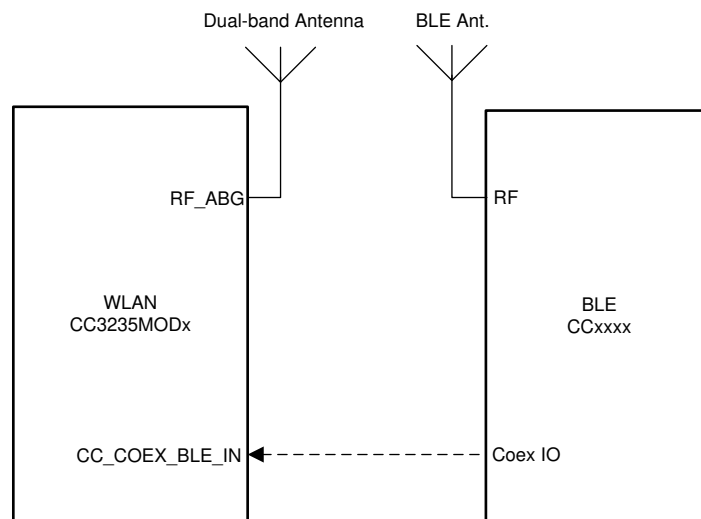 Dual-band Antenna
BLE Ant.
RF_ABG
RF
WLAN
CC3235MODx
BLE
CCxxxx
CC_COEX_BLE_IN
Coex IO